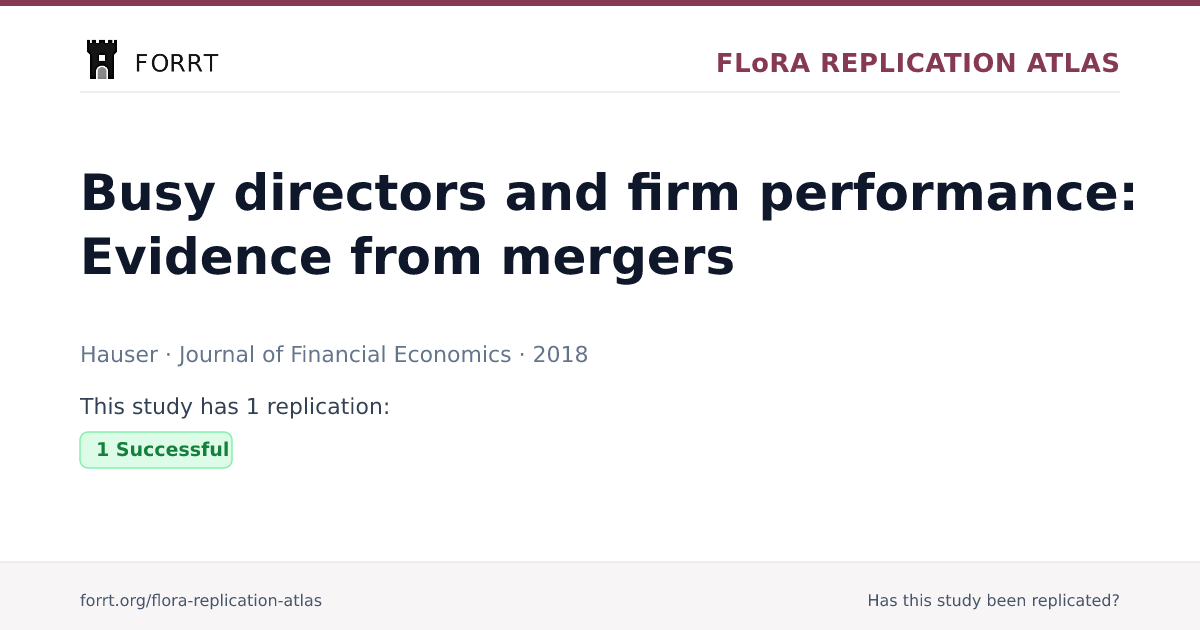 FORRT
FLoRA REPLICATION ATLAS
Busy directors and firm performance:
Evidence from mergers
Hauser · Journal of Financial Economics · 2018
This study has 1 replication:
1 Successful
forrt.org/flora-replication-atlas
Has this study been replicated?